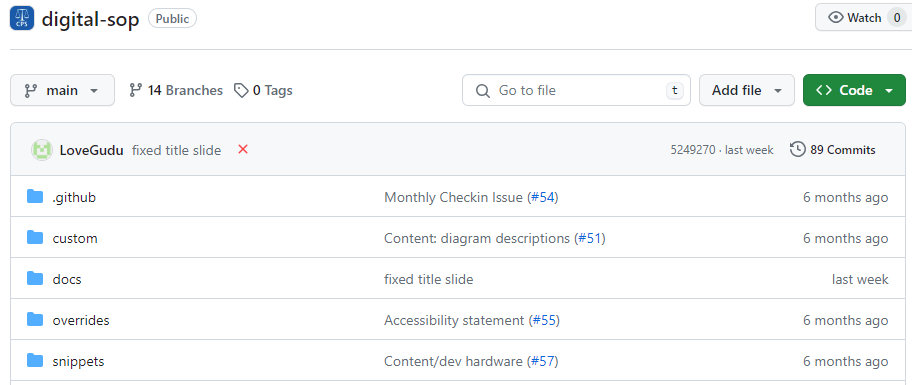 CPS digital-sop Public Watch 0
main 14 Branches 0 Tags Go to file t Add file Code
LoveGudu fixed title slide 5249270 · last week 89 Commits
.github Monthly Checkin Issue (#54) 6 months ago
custom Content: diagram descriptions (#51) 6 months ago
docs fixed title slide last week
overrides Accessibility statement (#55) 6 months ago
snippets Content/dev hardware (#57) 6 months ago